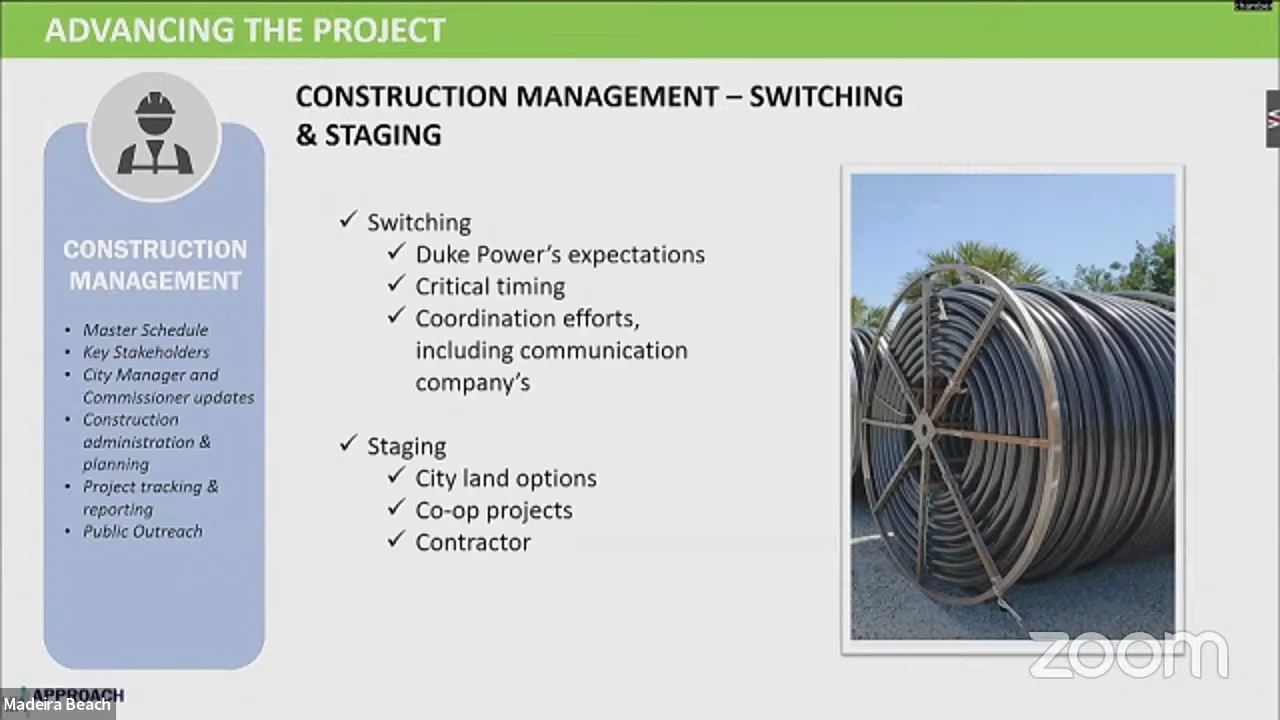 chamber
ADVANCING THE PROJECT
CONSTRUCTION MANAGEMENT – SWITCHING
& STAGING
CONSTRUCTION
MANAGEMENT
• Master Schedule
• Key Stakeholders
• City Manager and
Commissioner updates
• Construction
administration &
planning
• Project tracking &
reporting
• Public Outreach
✓ Switching
✓ Duke Power’s expectations
✓ Critical timing
✓ Coordination efforts,
including communication
company’s
✓ Staging
✓ City land options
✓ Co-op projects
✓ Contractor
zoom
APPROACH
Madeira Beach